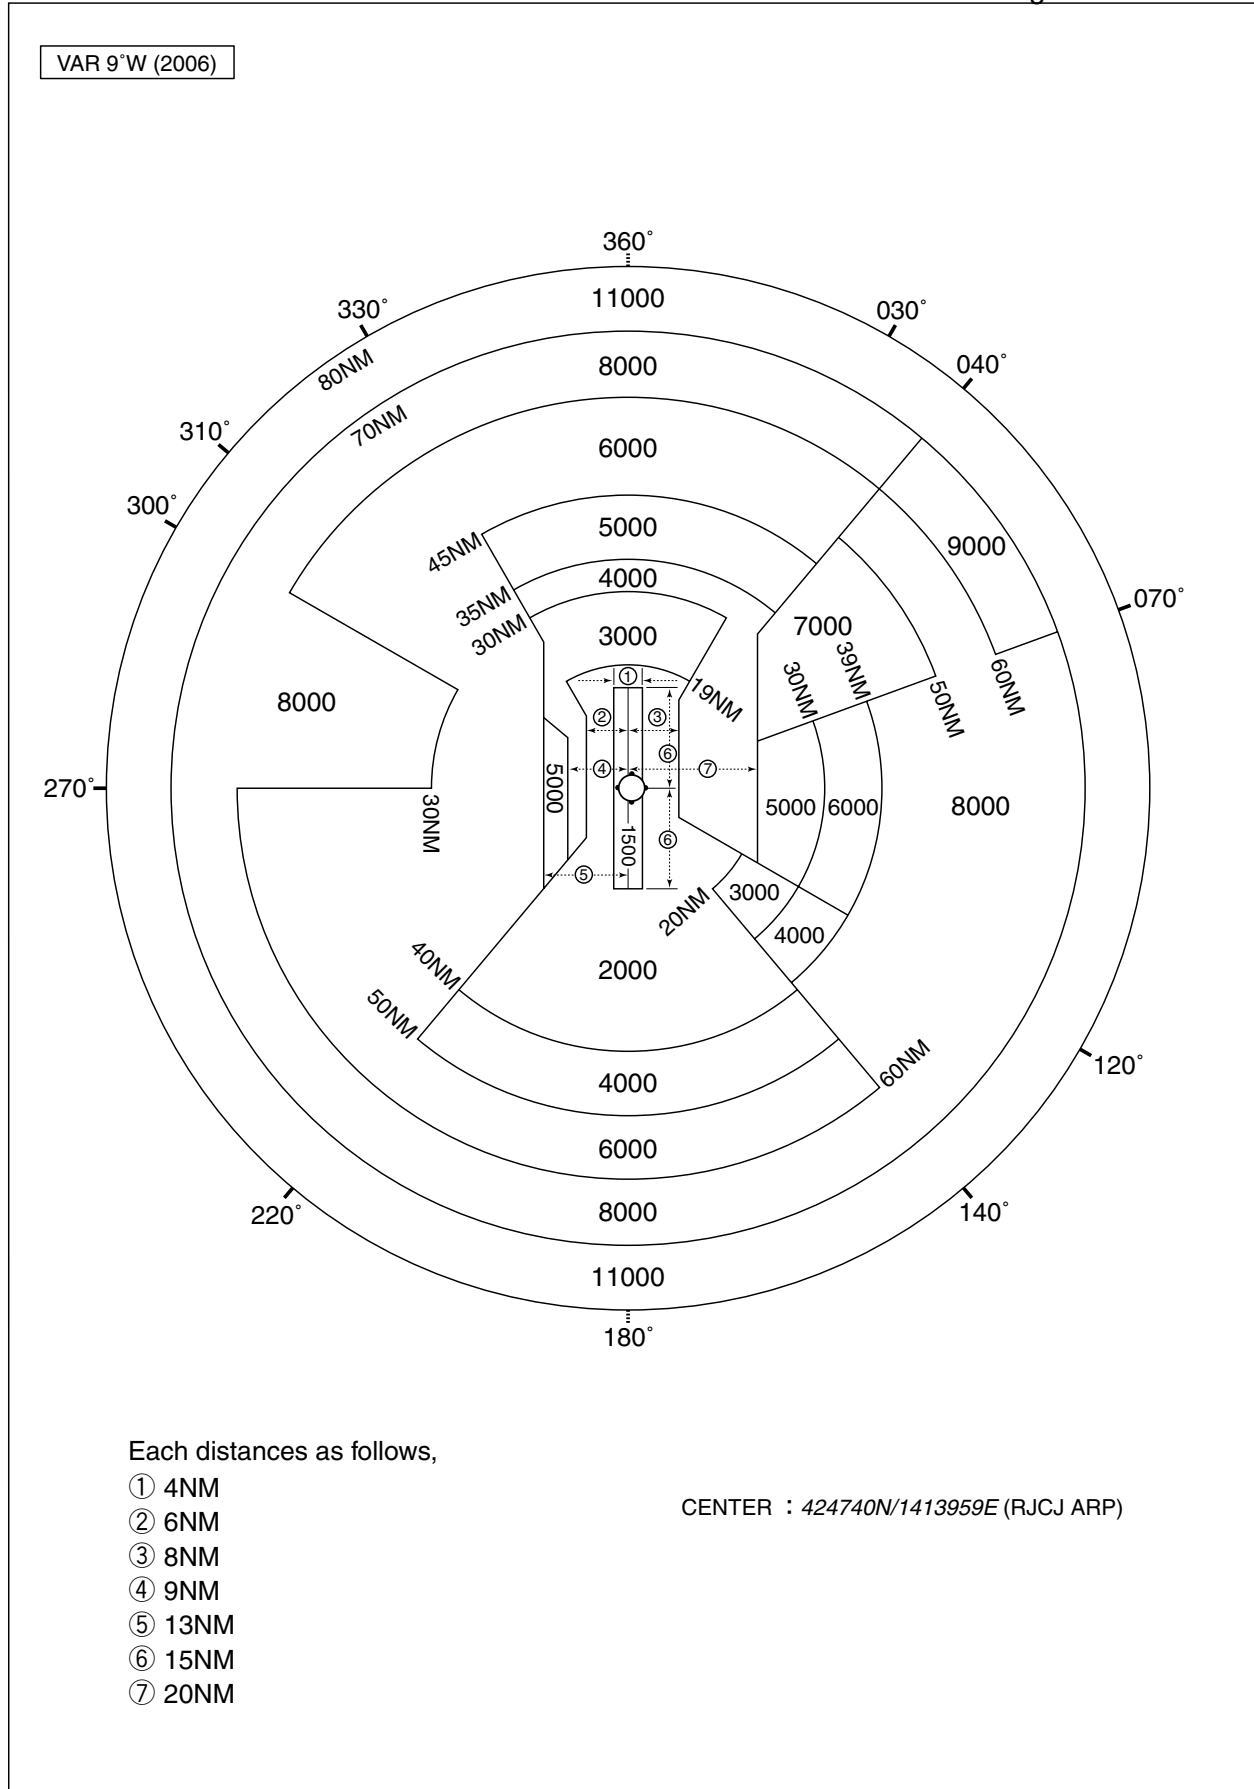 VAR 9˚W (2006)
360˚
11000
330˚
030˚
80NM
8000
040˚
70NM
310˚
6000
300˚
5000
9000
45NM
4000
070˚
35NM
30NM
3000
7000
39NM
30NM
①
19NM
50NM
60NM
8000
②
③
⑥
④
⑦
270˚
5000
30NM
1500
5000
6000
8000
⑥
⑤
20NM
3000
4000
40NM
2000
50NM
60NM
120˚
4000
6000
220˚
8000
140˚
11000
180˚
Each distances as follows,
① 4NM
② 6NM
③ 8NM
④ 9NM
⑤ 13NM
⑥ 15NM
⑦ 20NM
CENTER : 424740N/1413959E (RJCJ ARP)